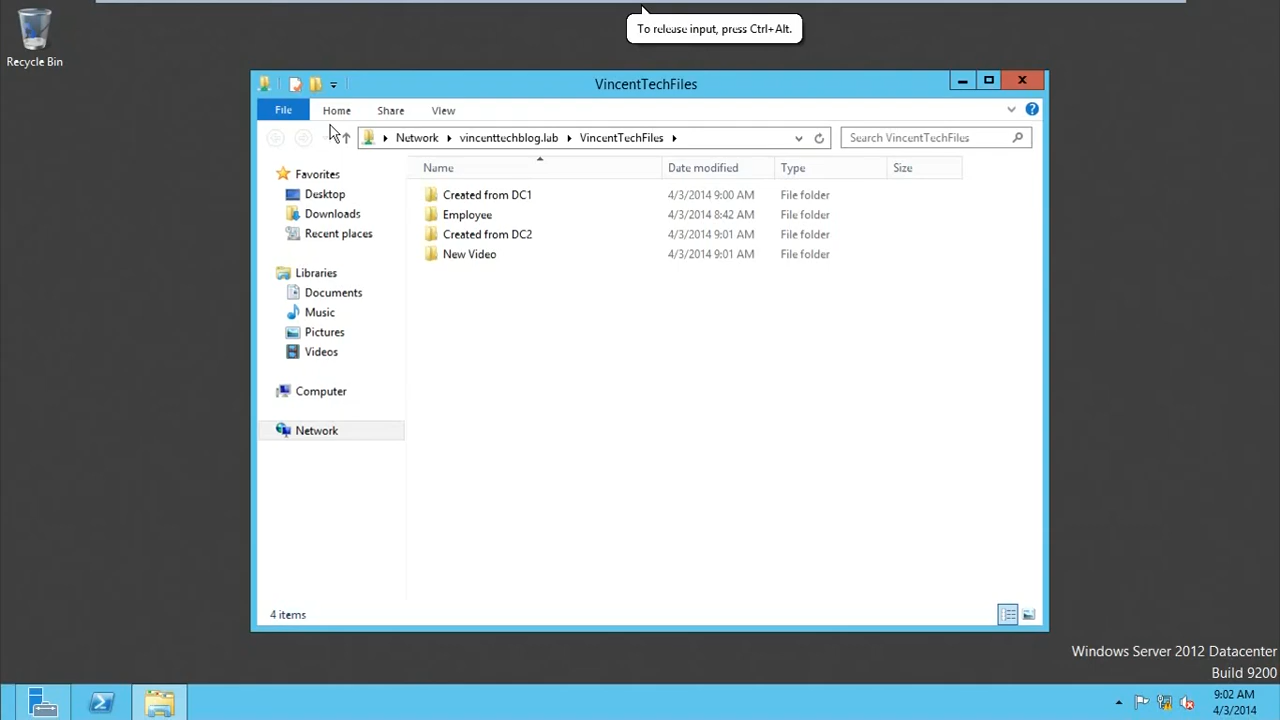 To release input, press Ctrl+Alt.
Recycle Bin
VincentTechFiles
File Home Share View
Network vincenttechblog.lab VincentTechFiles Search VincentTechFiles
Name Date modified Type Size
Favorites
Desktop
Downloads
Recent places
Libraries
Documents
Music
Pictures
Videos
Computer
Network
Created from DC1 4/3/2014 9:00 AM File folder
Employee 4/3/2014 8:42 AM File folder
Created from DC2 4/3/2014 9:01 AM File folder
New Video 4/3/2014 9:01 AM File folder
4 items
Windows Server 2012 Datacenter
Build 9200
9:02 AM
4/3/2014